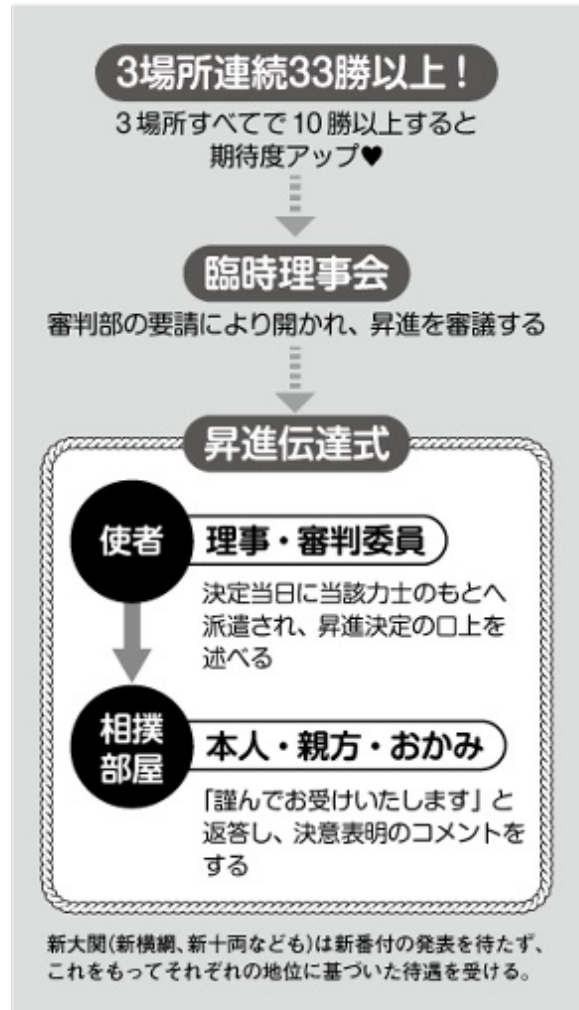 3場所連続33勝以上！
3場所すべてで10勝以上すると
期待度アップ♥
臨時理事会
審判部の要請により開かれ、昇進を審議する
昇進伝達式
使者
理事・審判委員
決定当日に当該力士のもとへ
派遣され、昇進決定の口上を
述べる
相撲
部屋
本人・親方・おかみ
「謹んでお受けいたします」と
返答し、決意表明のコメントを
する
新大関(新横綱、新十両なども)は新番付の発表を待たず、
これをもってそれぞれの地位に基づいた待遇を受ける。